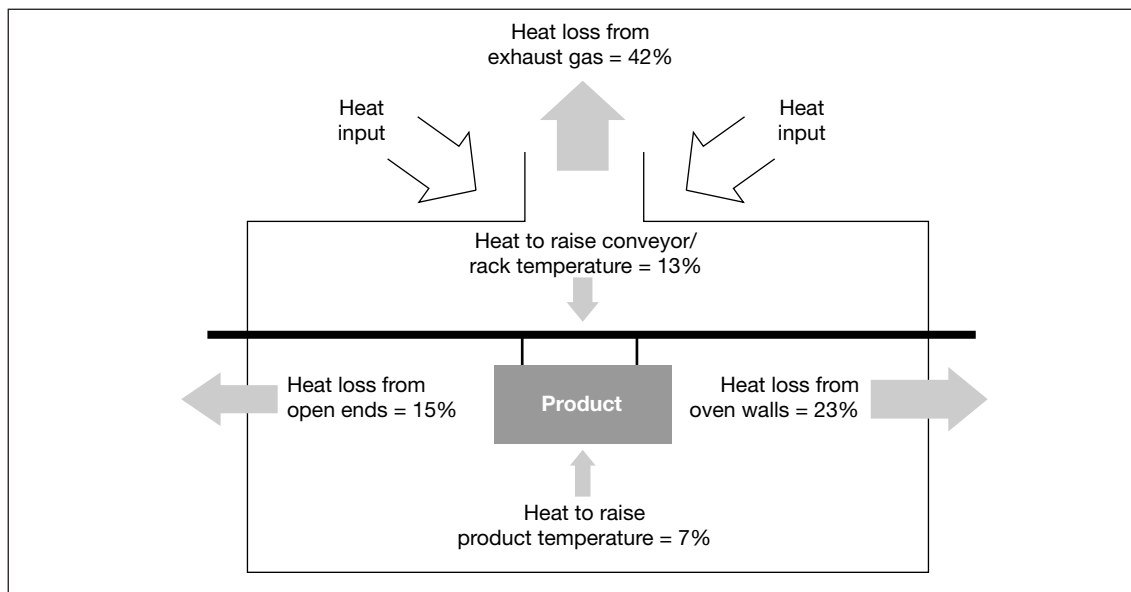 Heat loss from
exhaust gas = 42%
Heat
input
Heat
input
Heat to raise conveyor/
rack temperature = 13%
Heat loss from
open ends = 15%
Product
Heat loss from
oven walls = 23%
Heat to raise
product temperature = 7%